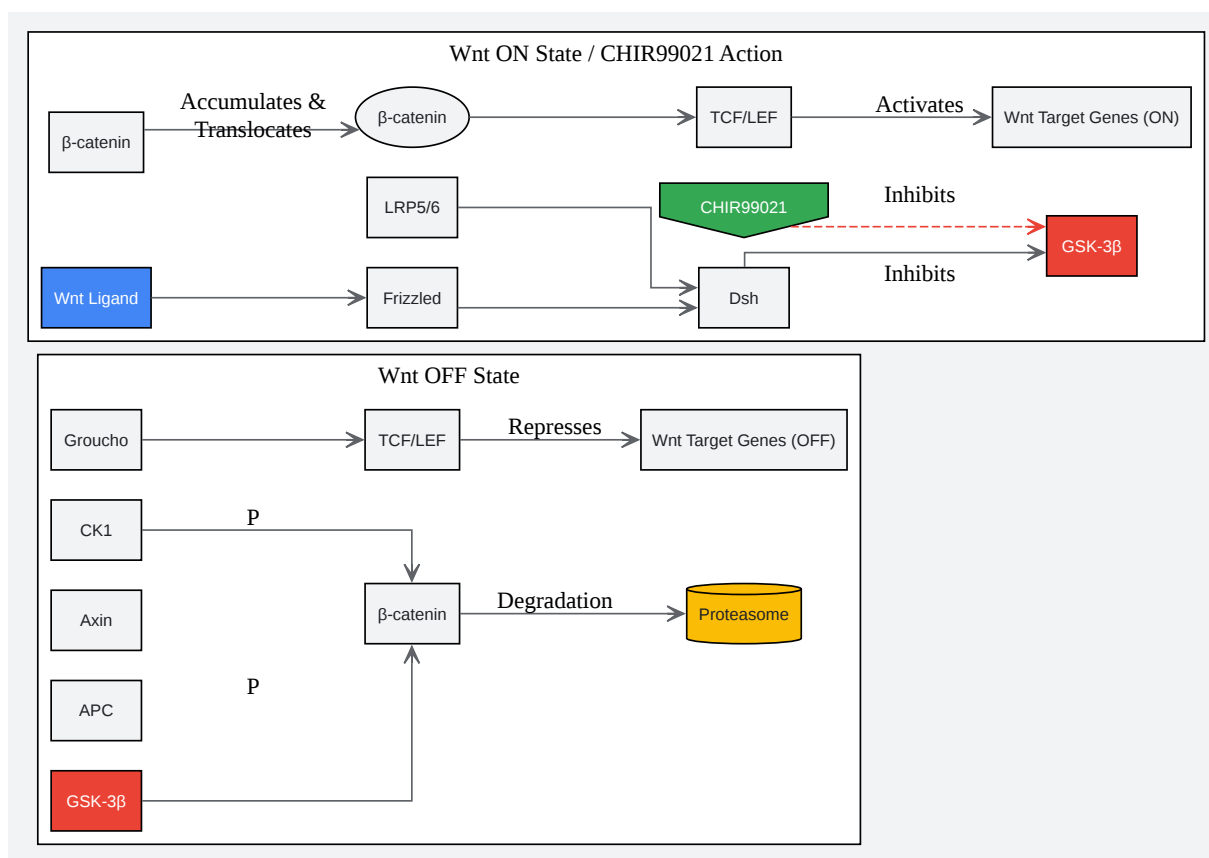 Wnt ON State / CHIR99021 Action
Accumulates &
Translocates
β-catenin
β-catenin
TCF/LEF
Activates
Wnt Target Genes (ON)
LRP5/6
CHIR99021
Inhibits
GSK-3β
Wnt Ligand
Frizzled
Dsh
Inhibits
Wnt OFF State
Groucho
TCF/LEF
Represses
Wnt Target Genes (OFF)
CK1
P
Axin
β-catenin
Degradation
Proteasome
APC
P
GSK-3β